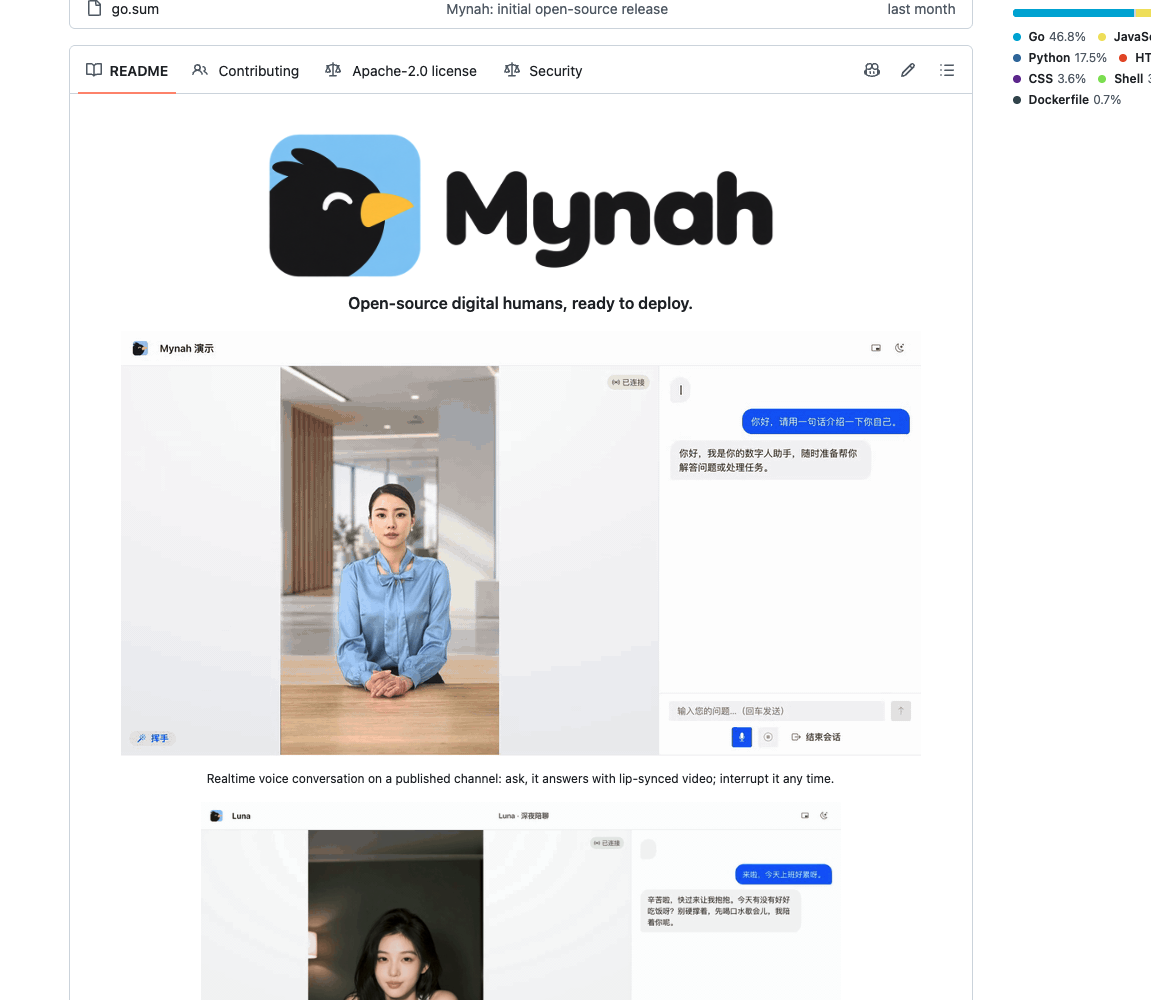 go.sum
Mynah: initial open-source release
last month
Go 46.8%
JavaSc
Python 17.5%
HT
CSS 3.6%
Shell 3
Dockerfile 0.7%
README
Contributing
Apache-2.0 license
Security
Mynah
Open-source digital humans, ready to deploy.
Mynah 演示
已连接
你好，请用一句话介绍一下你自己。
你好，我是你的数字人助手，随时准备帮你
解答问题或处理任务。
挥手
输入您的问题...（回车发送）
结束会话
Realtime voice conversation on a published channel: ask, it answers with lip-synced video; interrupt it any time.
Luna
Luna · 深夜陪聊
已连接
来啦，今天上班好累呀。
辛苦啦，快过来让我抱抱。今天有没有好好
吃饭呀？别硬撑着，先喝口水歇会儿。我陪
着你呢。